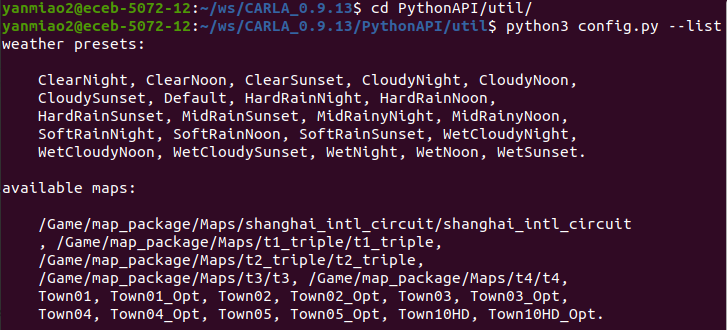 yanmiao2@eceb-5072-12:~/ws/CARLA_0.9.13$ cd PythonAPI/util/
yanmiao2@eceb-5072-12:~/ws/CARLA_0.9.13/PythonAPI/util$ python3 config.py --list
weather presets:
ClearNight, ClearNoon, ClearSunset, CloudyNight, CloudyNoon,
CloudySunset, Default, HardRainNight, HardRainNoon,
HardRainSunset, MidRainSunset, MidRainyNight, MidRainyNoon,
SoftRainNight, SoftRainNoon, SoftRainSunset, WetCloudyNight,
WetCloudyNoon, WetCloudySunset, WetNight, WetNoon, WetSunset.
available maps:
/Game/map_package/Maps/shanghai_intl_circuit/shanghai_intl_circuit
, /Game/map_package/Maps/t1_triple/t1_triple,
/Game/map_package/Maps/t2_triple/t2_triple,
/Game/map_package/Maps/t3/t3, /Game/map_package/Maps/t4/t4,
Town01, Town01_Opt, Town02, Town02_Opt, Town03, Town03_Opt,
Town04, Town04_Opt, Town05, Town05_Opt, Town10HD, Town10HD_Opt.